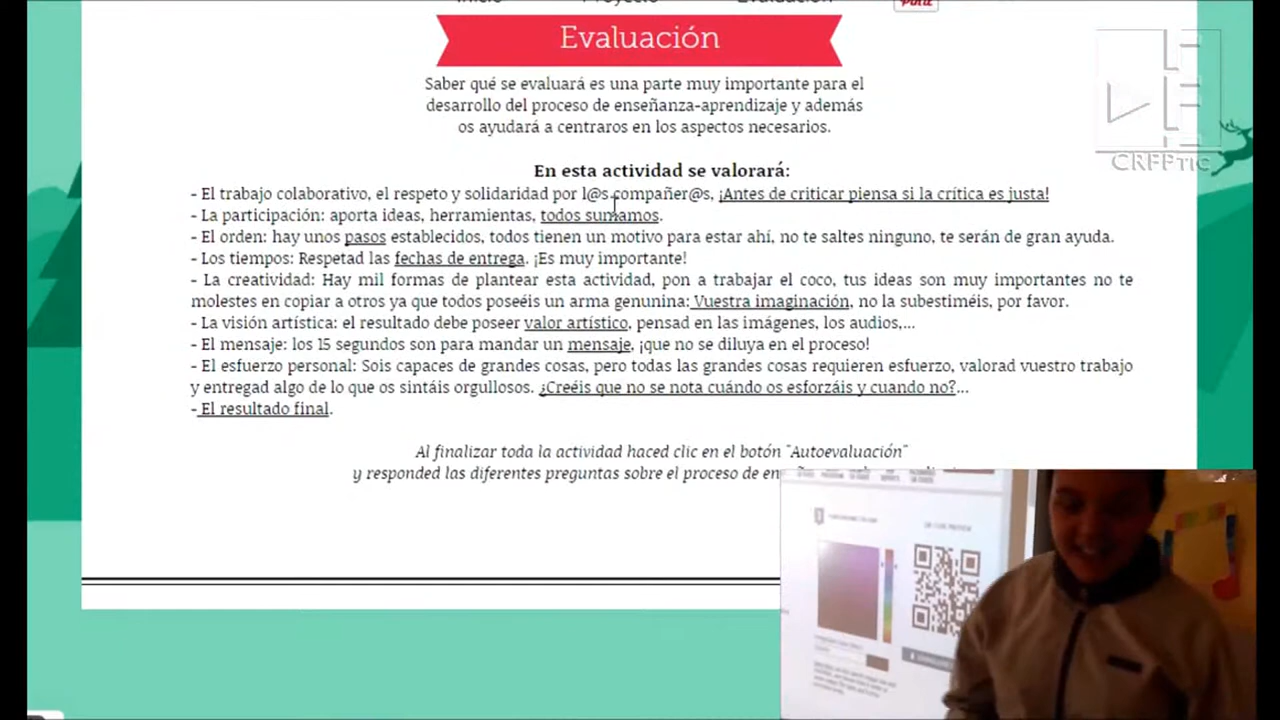 Evaluación
Saber qué se evaluará es una parte muy importante para el
desarrollo del proceso de enseñanza-aprendizaje y además
os ayudará a centraros en los aspectos necesarios.
En esta actividad se valorará:
- El trabajo colaborativo, el respeto y solidaridad por l@s compañer@s, ¡Antes de criticar piensa si la crítica es justa!
- La participación: aporta ideas, herramientas, todos sumamos.
- El orden: hay unos pasos establecidos, todos tienen un motivo para estar ahí, no te saltes ninguno, te serán de gran ayuda.
- Los tiempos: Respetad las fechas de entrega. ¡Es muy importante!
- La creatividad: Hay mil formas de plantear esta actividad, pon a trabajar el coco, tus ideas son muy importantes no te
molestes en copiar a otros ya que todos poseéis un arma genunina: Vuestra imaginación, no la subestiméis, por favor.
- La visión artística: el resultado debe poseer valor artístico, pensad en las imágenes, los audios,...
- El mensaje: los 15 segundos son para mandar un mensaje, ¡que no se diluya en el proceso!
- El esfuerzo personal: Sois capaces de grandes cosas, pero todas las grandes cosas requieren esfuerzo, valorad vuestro trabajo
y entregad algo de lo que os sintáis orgullosos. ¿Creéis que no se nota cuándo os esforzáis y cuando no?...
- El resultado final.
Al finalizar toda la actividad haced clic en el botón "Autoevaluación"
y responded las diferentes preguntas sobre el proceso de
CRFPTIC